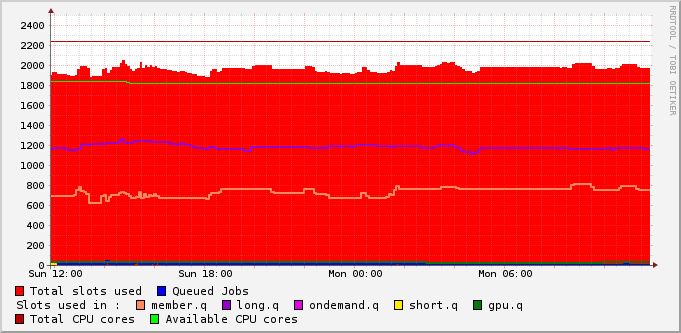 RRDTOOL / TOBI OETIKER
2400
2200
2000
1800
1600
1400
1200
1000
800
600
400
200
0
Sun 12:00 Sun 18:00 Mon 00:00 Mon 06:00
Total slots used Queued Jobs
Slots used in : member.q long.q ondemand.q short.q gpu.q
Total CPU cores Available CPU cores